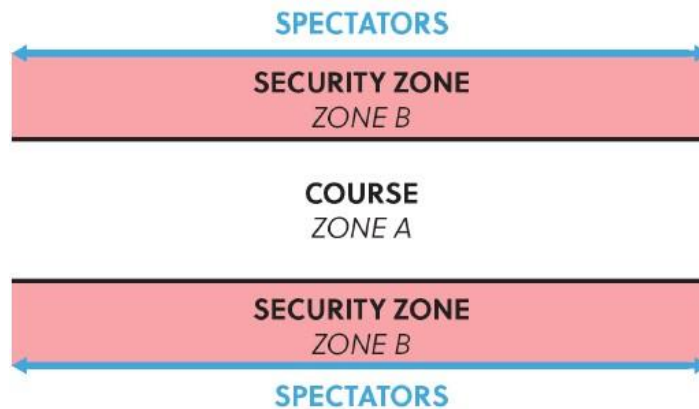 SPECTATORS
SECURITY ZONE
ZONE B
COURSE
ZONE A
SECURITY ZONE
ZONE B
SPECTATORS